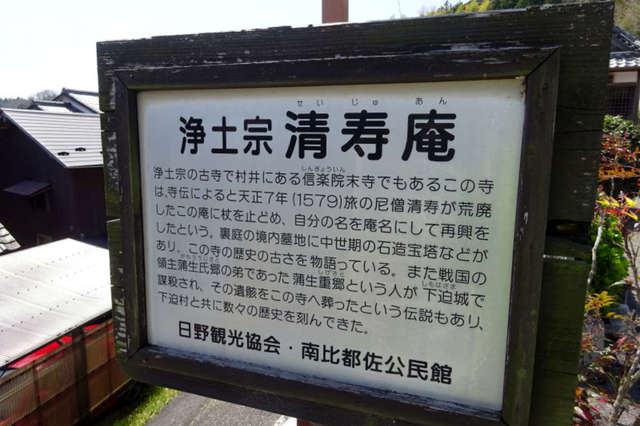 せいじゅあん
浄土宗 清寿庵
浄土宗の古寺で村井にある信楽院末寺でもあるこの寺
しんぎょういん
は、寺伝によると天正7年(1579)旅の尼僧清寿が荒廃
したこの庵に杖を止どめ、自分の名を庵名にして再興を
したという。裏庭の境内墓地に中世期の石造宝塔などが
あり、この寺の歴史の古さを物語っている。また戦国の
領主蒲生氏郷の弟であった蒲生重郷という人が下迫城で
謀殺され、その遺骸をこの寺へ葬ったという伝説もあり、
下迫村と共に数々の歴史を刻んできた。
日野観光協会・南比都佐公民館